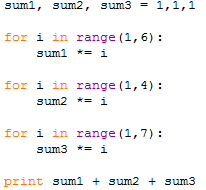 sum1, sum2, sum3 = 1,1,1
for i in range(1,6):
    sum1 *= i
for i in range(1,4):
    sum2 *= i
for i in range(1,7):
    sum3 *= i
print sum1 + sum2 + sum3